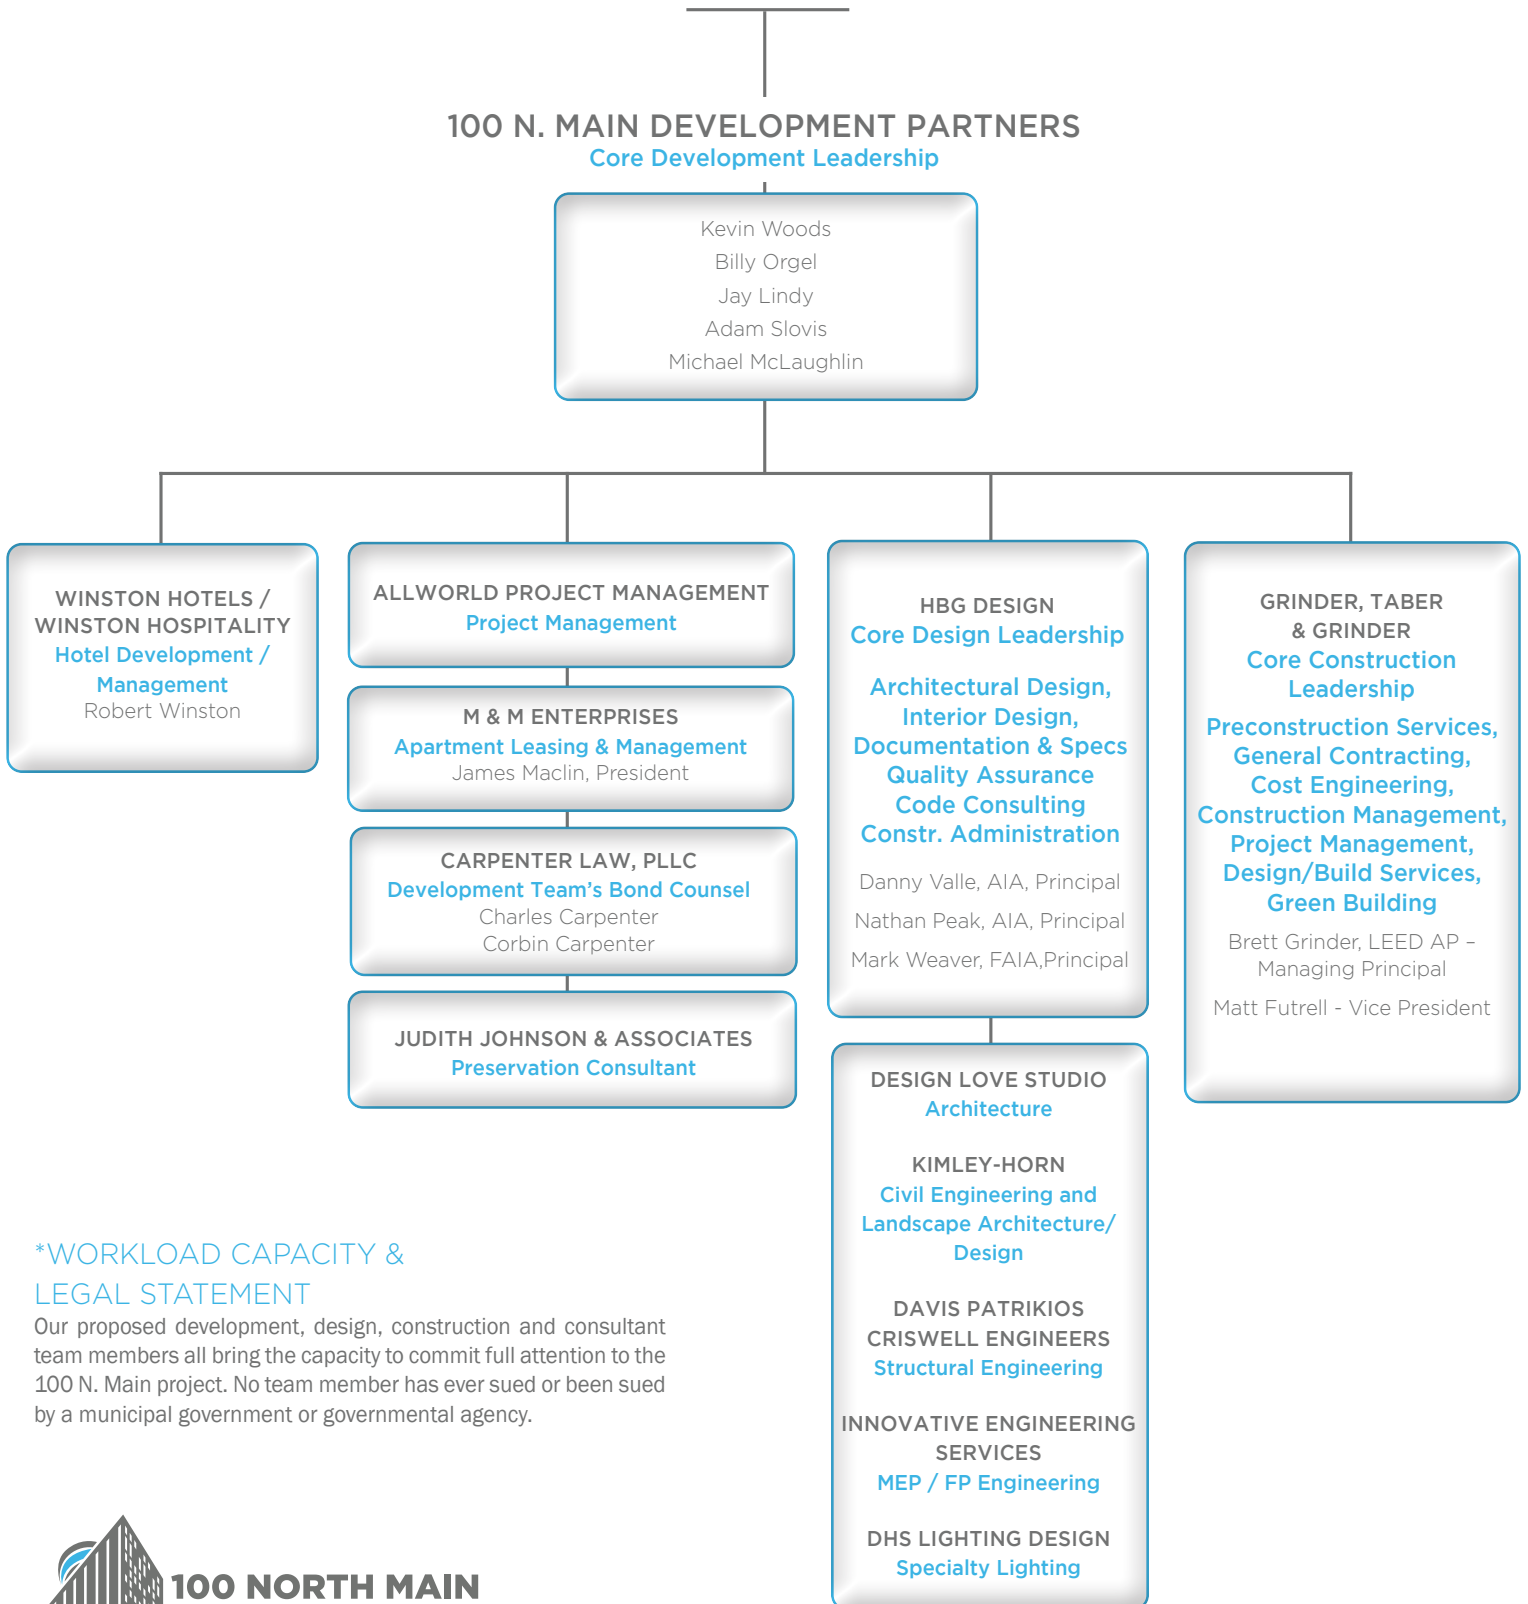 100 N. MAIN DEVELOPMENT PARTNERS
Core Development Leadership
Kevin Woods
Billy Orgel
Jay Lindy
Adam Slovis
Michael McLaughlin
WINSTON HOTELS /
WINSTON HOSPITALITY
Hotel Development /
Management
Robert Winston
ALLWORLD PROJECT MANAGEMENT
Project Management
M & M ENTERPRISES
Apartment Leasing & Management
James Maclin, President
CARPENTER LAW, PLLC
Development Team’s Bond Counsel
Charles Carpenter
Corbin Carpenter
JUDITH JOHNSON & ASSOCIATES
Preservation Consultant
HBG DESIGN
Core Design Leadership
Architectural Design,
Interior Design,
Documentation & Specs
Quality Assurance
Code Consulting
Constr. Administration
Danny Valle, AIA, Principal
Nathan Peak, AIA, Principal
Mark Weaver, FAIA,Principal
DESIGN LOVE STUDIO
Architecture
KIMLEY-HORN
Civil Engineering and
Landscape Architecture/
Design
DAVIS PATRIKIOS
CRISWELL ENGINEERS
Structural Engineering
INNOVATIVE ENGINEERING
SERVICES
MEP / FP Engineering
DHS LIGHTING DESIGN
Specialty Lighting
GRINDER, TABER
& GRINDER
Core Construction
Leadership
Preconstruction Services,
General Contracting,
Cost Engineering,
Construction Management,
Project Management,
Design/Build Services,
Green Building
Brett Grinder, LEED AP –
Managing Principal
Matt Futrell - Vice President
*WORKLOAD CAPACITY &
LEGAL STATEMENT
Our proposed development, design, construction and consultant
team members all bring the capacity to commit full attention to the
100 N. Main project. No team member has ever sued or been sued
by a municipal government or governmental agency.
100 NORTH MAIN